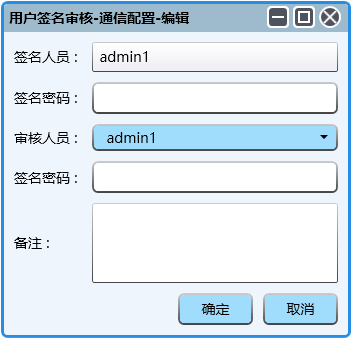 用户签名审核-通信配置-编辑
签名人员： admin1
签名密码：
审核人员： admin1
签名密码：
备注：
确定 取消